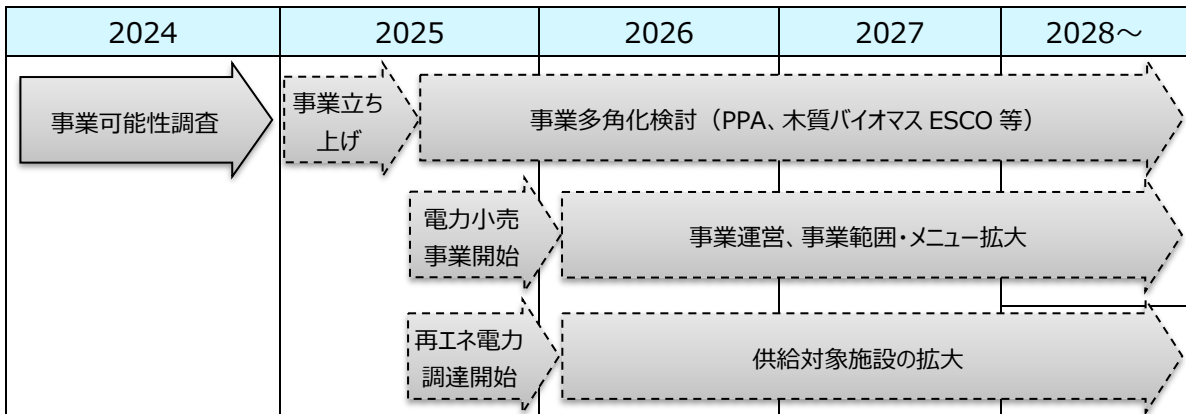 2024 2025 2026 2027 2028～
事業可能性調査
事業立ち
上げ
事業多角化検討（PPA、木質バイオマス ESCO 等）
電力小売
事業開始
事業運営、事業範囲・メニュー拡大
再エネ電力
調達開始
供給対象施設の拡大